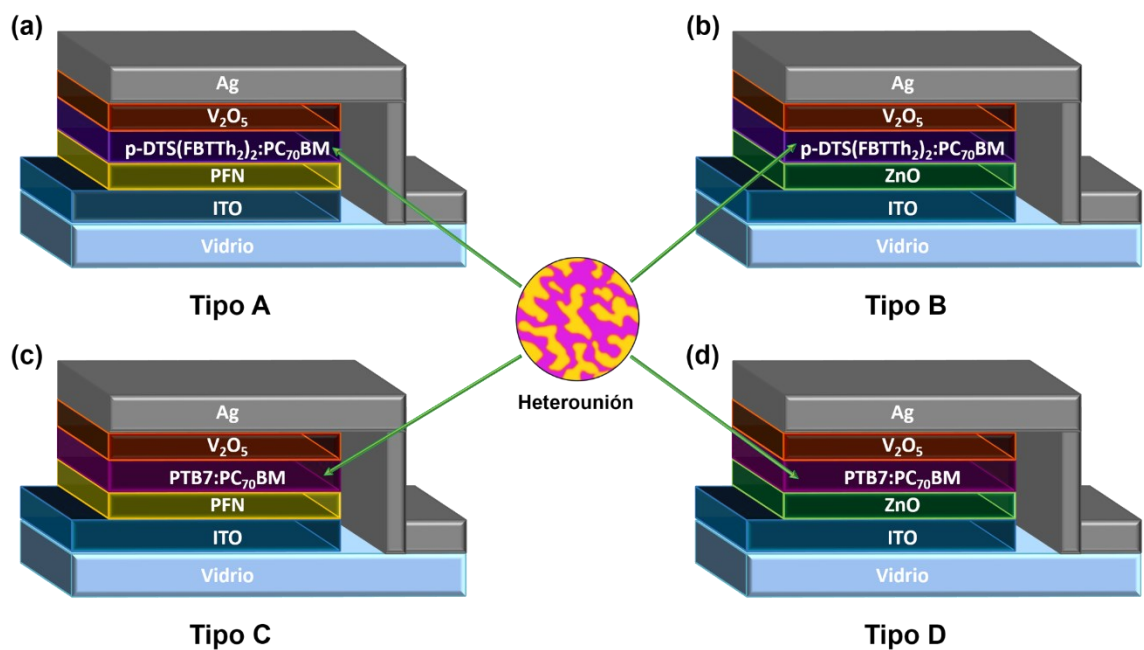 (a)
Ag
V₂O₅
p-DTS(FBTTh₂)₂:PC₇₀BM
PFN
ITO
Vidrio
Tipo A
(b)
Ag
V₂O₅
p-DTS(FBTTh₂)₂:PC₇₀BM
ZnO
ITO
Vidrio
Tipo B
Heterounión
(c)
Ag
V₂O₅
PTB7:PC₇₀BM
PFN
ITO
Vidrio
Tipo C
(d)
Ag
V₂O₅
PTB7:PC₇₀BM
ZnO
ITO
Vidrio
Tipo D